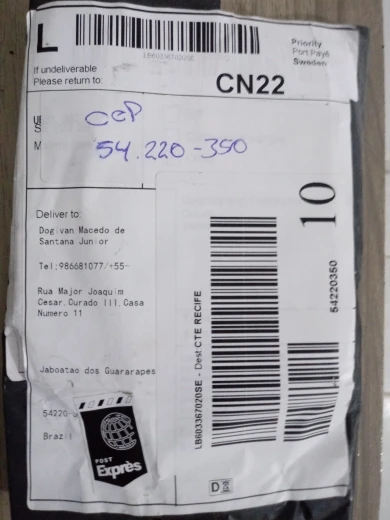 L
LB603367020SE
Priority
Port Payé
Sweden
If undeliverable
Please return to:
CN22
CEP
54.220-350
Deliver to:
Dogivan Macedo de
Santana Junior
Tel:986681077/+55-
Rua Major Joaquim
Cesar,Curado III,Casa
Numero 11
Jaboatao dos Guararapes
54220-
Brazil
POST
Exprès
LB603367020SE - Dest CTE RECIFE
10
54220350
D